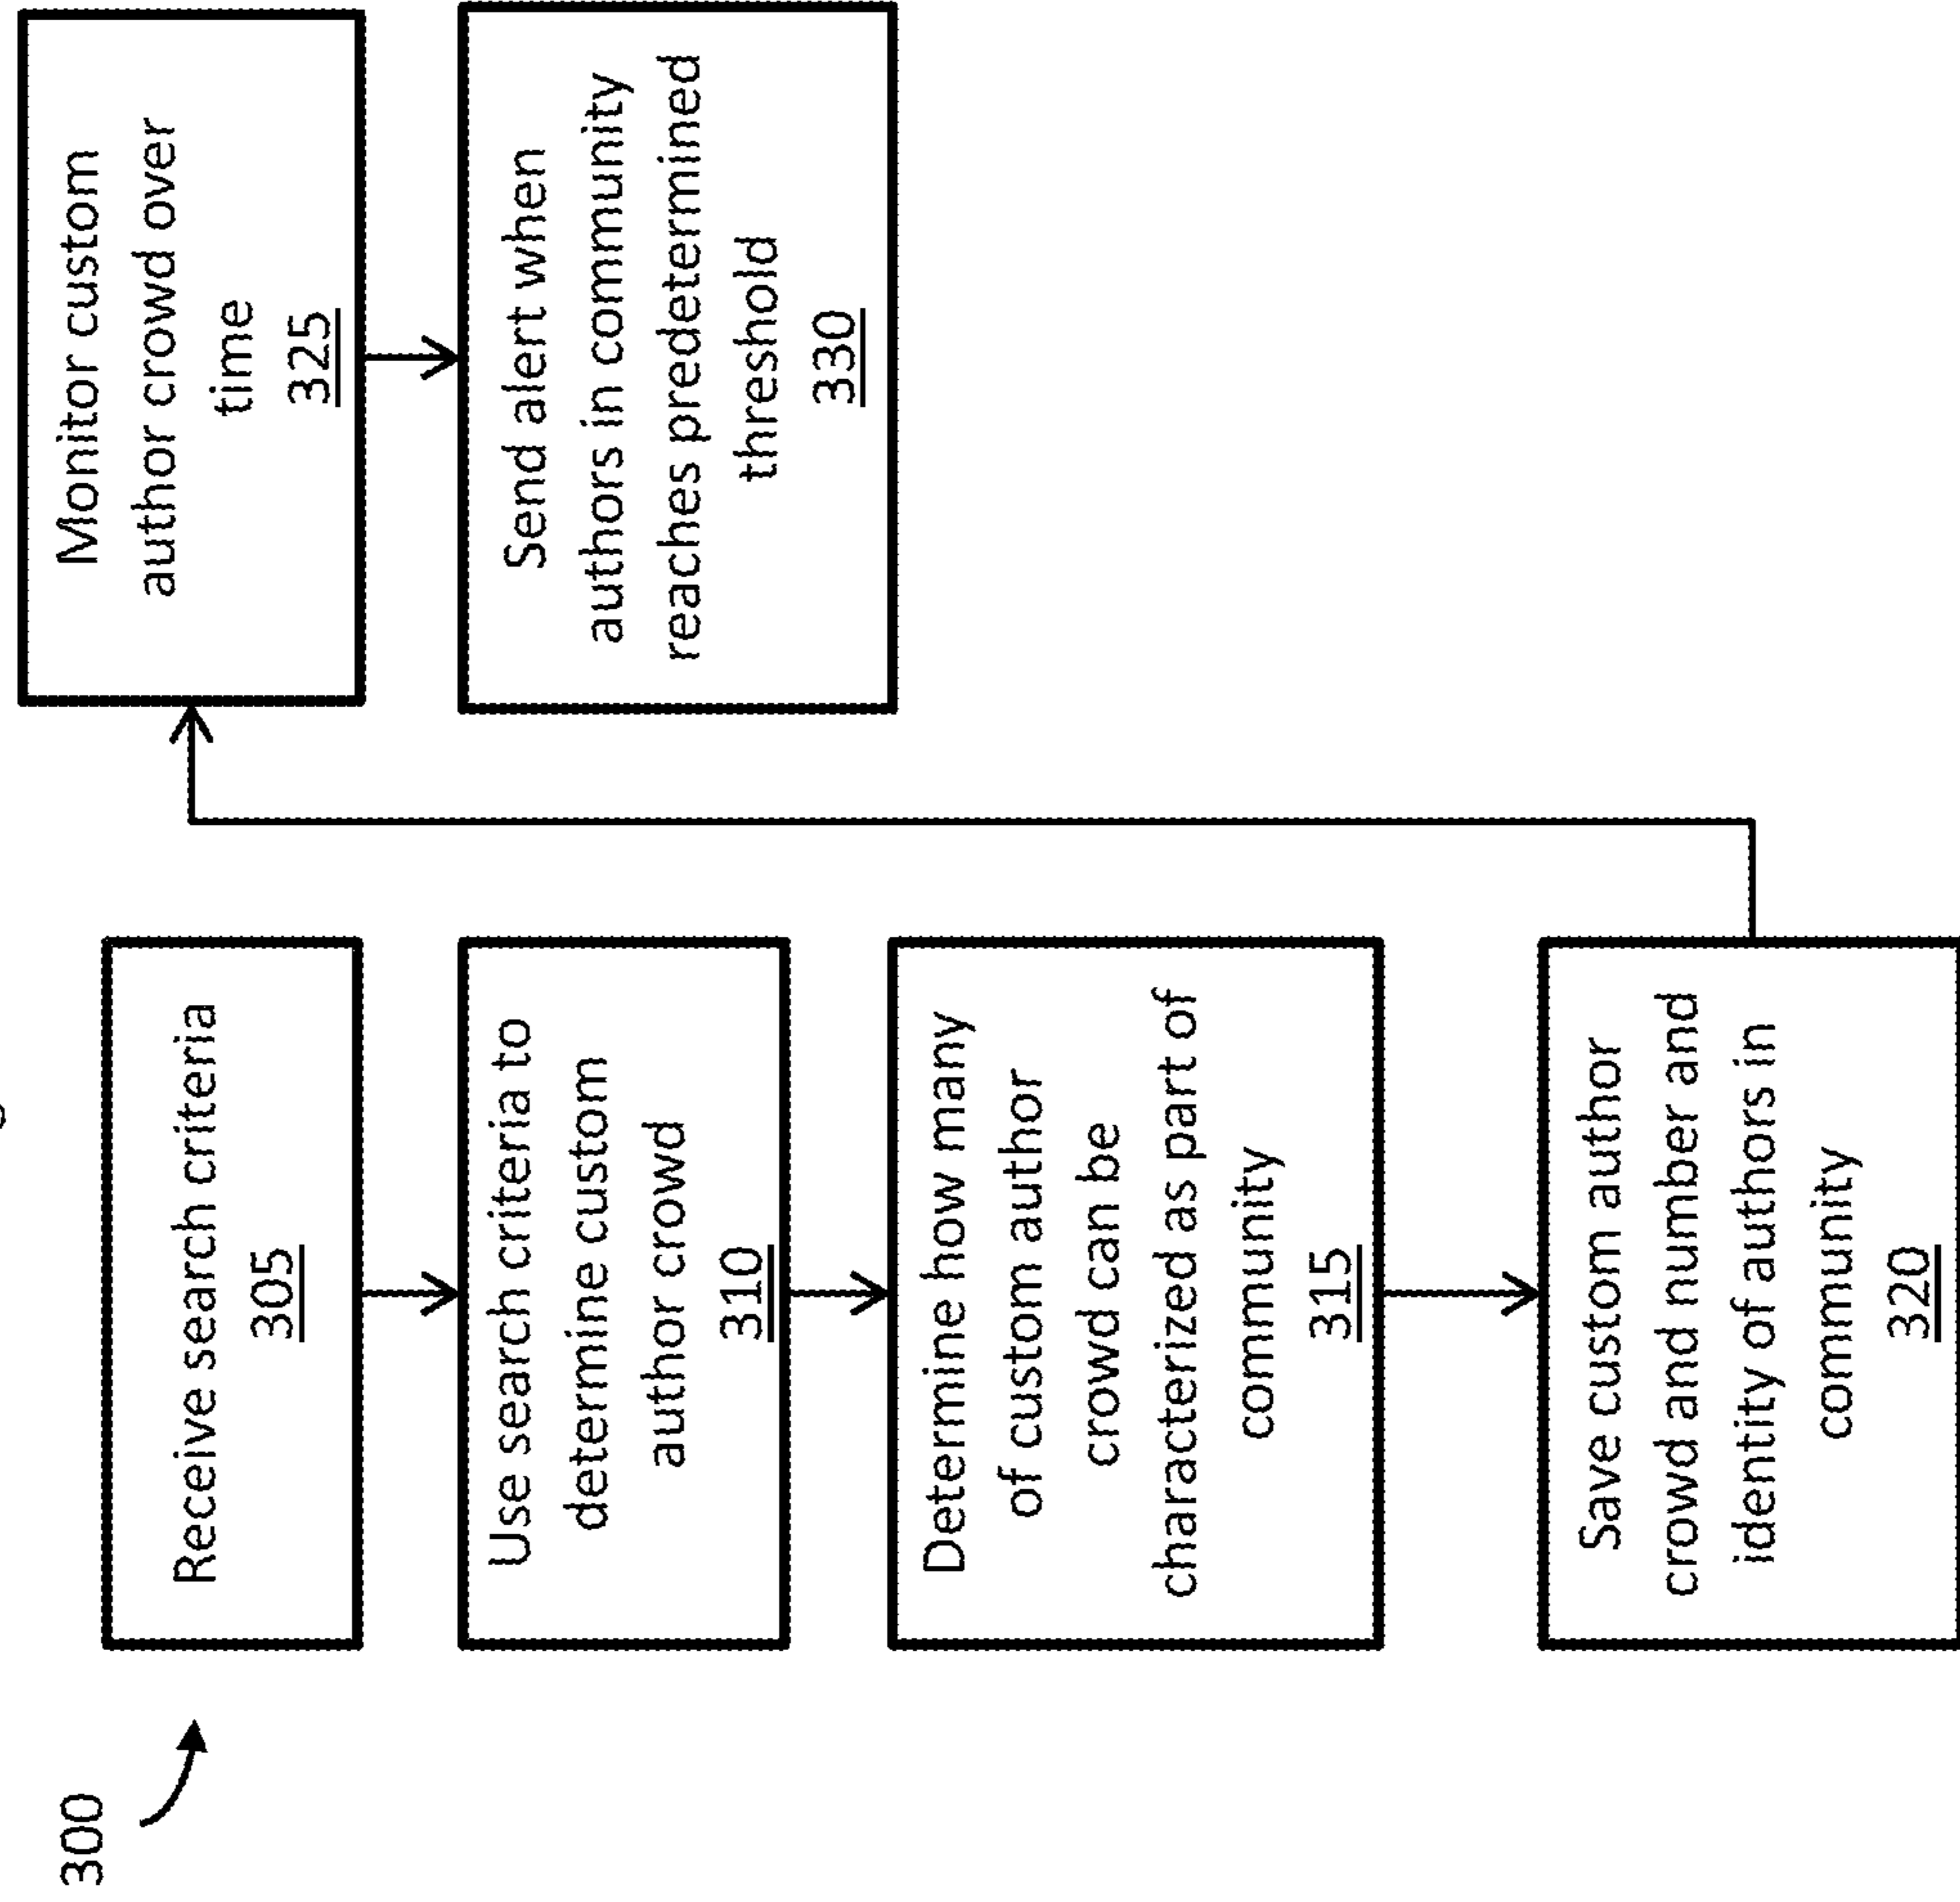 300
Receive search criteria
305
Use search criteria to
determine custom
author crowd
310
Determine how many
of custom author
crowd can be
characterized as part of
community
315
Save custom author
crowd and number and
identity of authors in
community
320
Monitor custom
author crowd over
time
325
Send alert when
authors in community
reaches predetermined
threshold
330